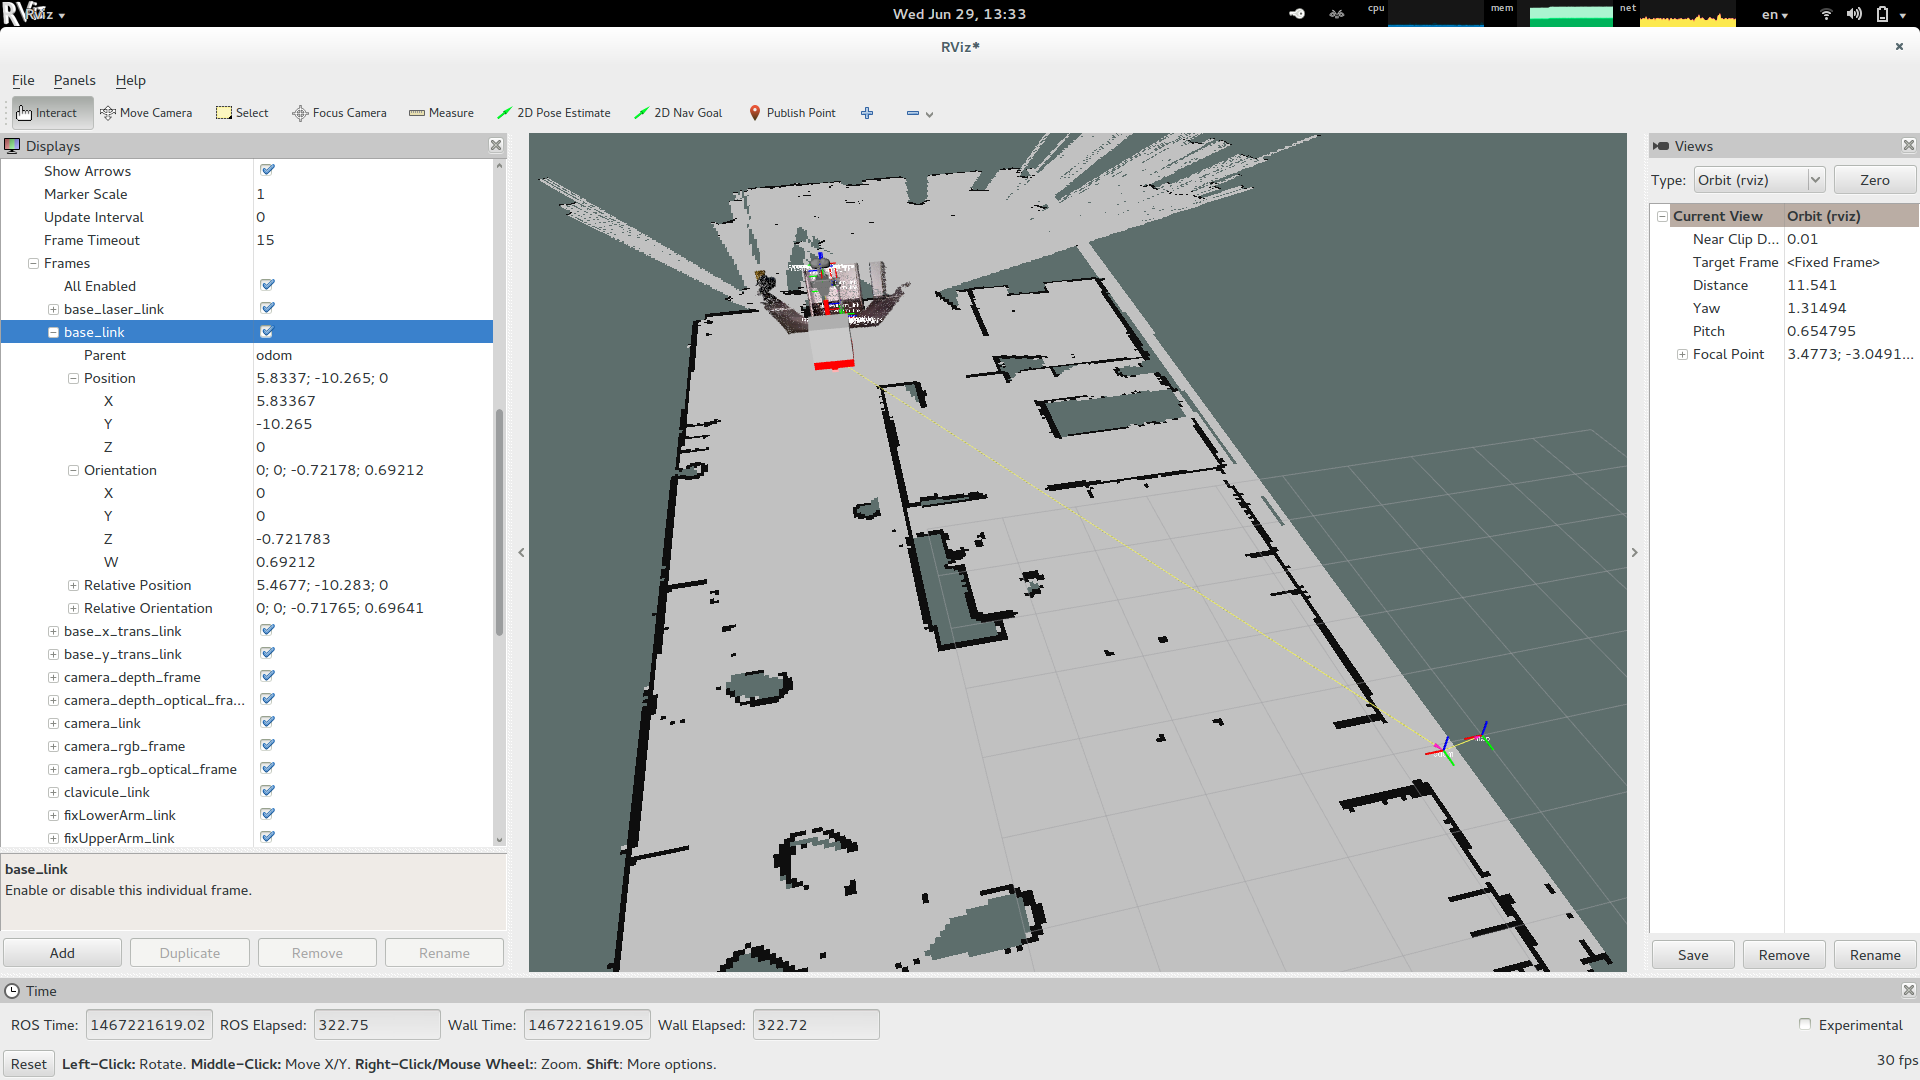 RViz
Wed Jun 29, 13:33
cpu
mem
net
en
RViz*
File Panels Help
Interact Move Camera Select Focus Camera Measure 2D Pose Estimate 2D Nav Goal Publish Point
Displays
Show Arrows
Marker Scale 1
Update Interval 0
Frame Timeout 15
Frames
All Enabled
base_laser_link
base_link
Parent odom
Position 5.8337; -10.265; 0
X 5.83367
Y -10.265
Z 0
Orientation 0; 0; -0.72178; 0.69212
X 0
Y 0
Z -0.721783
W 0.69212
Relative Position 5.4677; -10.283; 0
Relative Orientation 0; 0; -0.71765; 0.69641
base_x_trans_link
base_y_trans_link
camera_depth_frame
camera_depth_optical_fra...
camera_link
camera_rgb_frame
camera_rgb_optical_frame
clavicule_link
fixLowerArm_link
fixUpperArm_link
base_link
Enable or disable this individual frame.
Add Duplicate Remove Rename
Views
Type: Orbit (rviz) Zero
Current View Orbit (rviz)
Near Clip D... 0.01
Target Frame <Fixed Frame>
Distance 11.541
Yaw 1.31494
Pitch 0.654795
Focal Point 3.4773; -3.0491...
Save Remove Rename
Time
ROS Time: 1467221619.02 ROS Elapsed: 322.75 Wall Time: 1467221619.05 Wall Elapsed: 322.72 Experimental
Reset Left-Click: Rotate. Middle-Click: Move X/Y. Right-Click/Mouse Wheel:: Zoom. Shift: More options. 30 fps